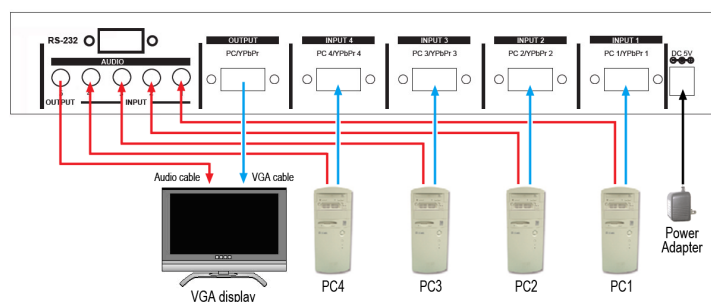 RS-232
OUTPUT
INPUT 4
INPUT 3
INPUT 2
INPUT 1
PC/YPbPr
PC 4/YPbPr 4
PC 3/YPbPr 3
PC 2/YPbPr 2
PC 1/YPbPr 1
DC 5V
AUDIO
OUTPUT
INPUT
Audio cable
VGA cable
Power
Adapter
VGA display
PC4
PC3
PC2
PC1